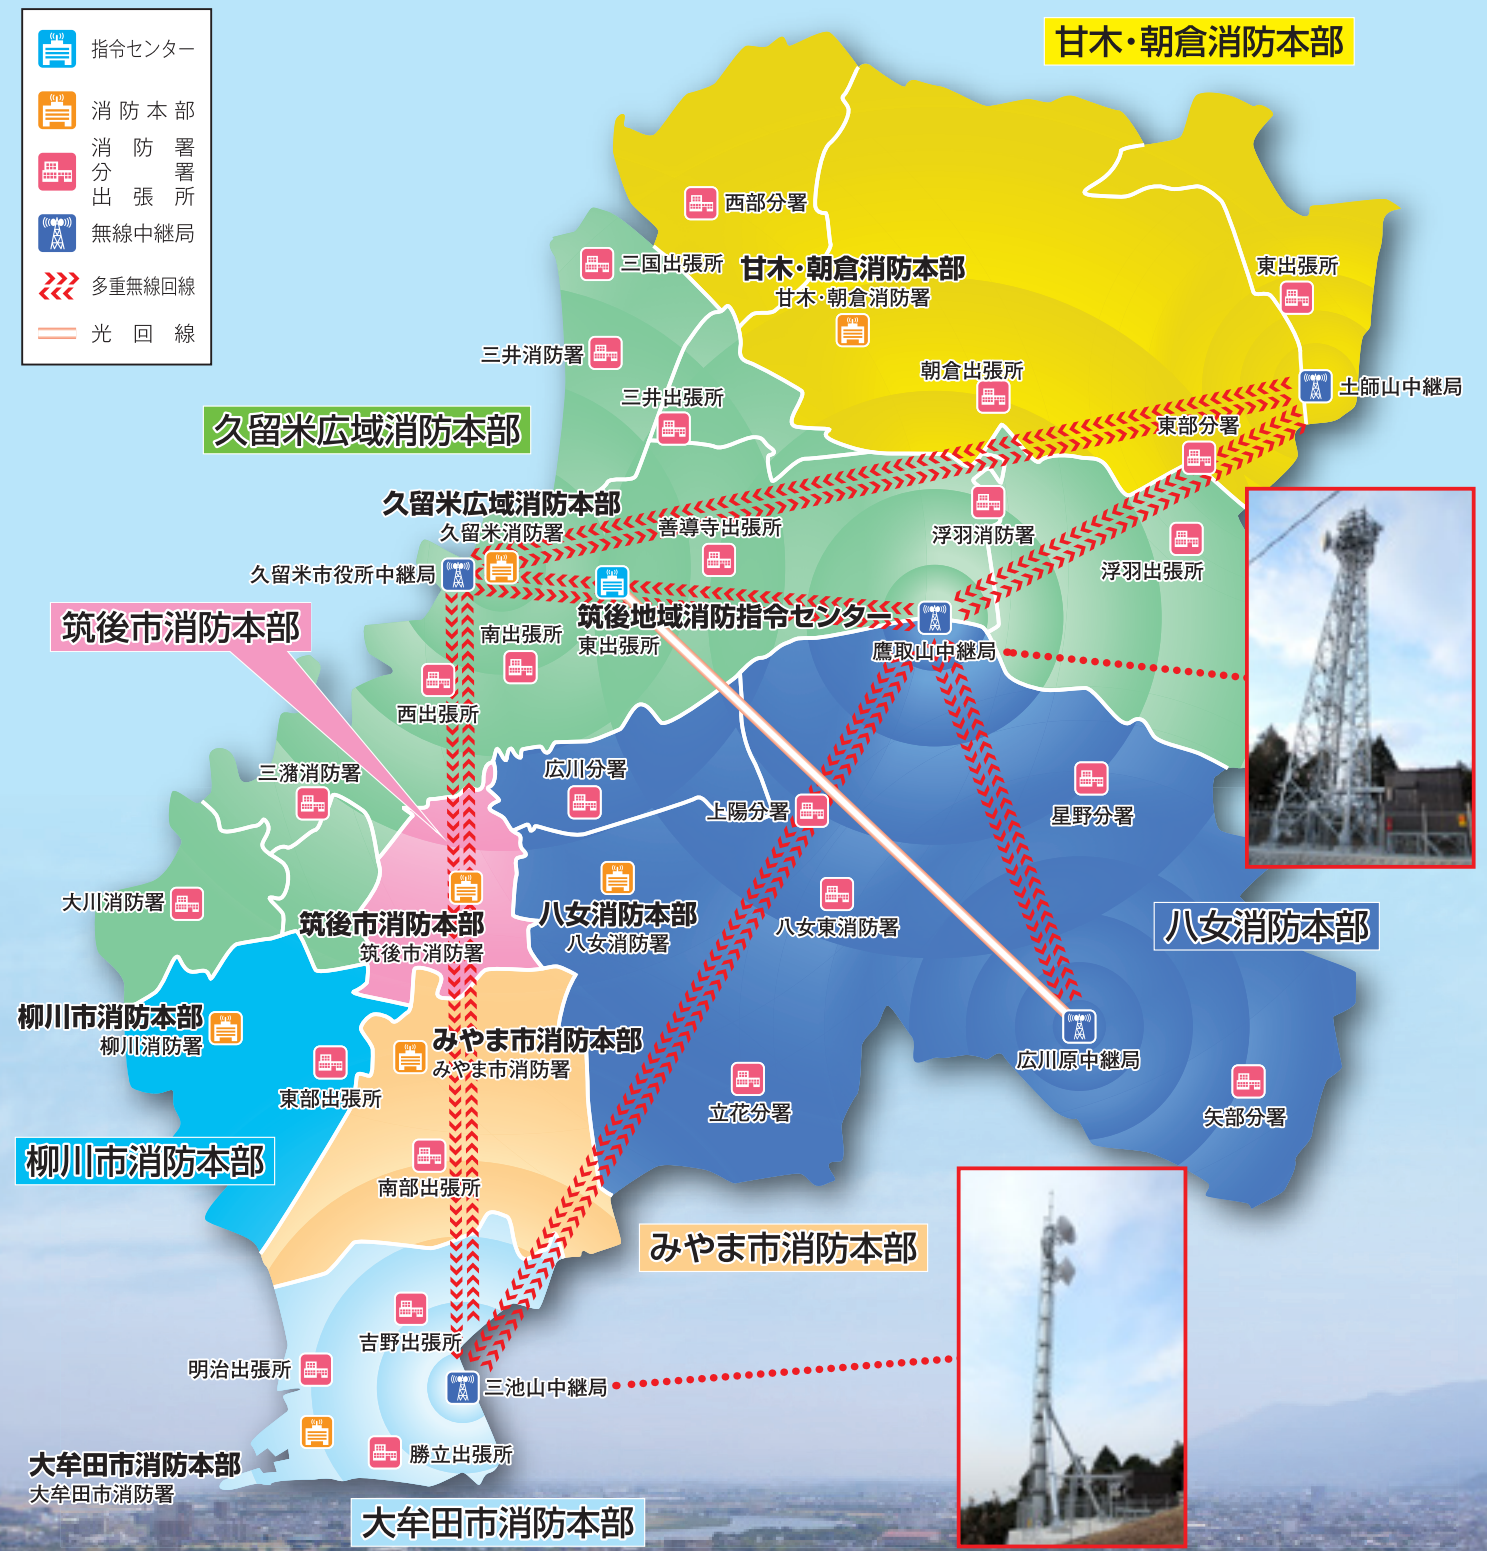 指令センター
消防本部
消防署
分署
出張所
無線中継局
多重無線回線
光回線
甘木･朝倉消防本部
西部分署
三国出張所
甘木･朝倉消防本部
甘木･朝倉消防署
東出張所
三井消防署
朝倉出張所
土師山中継局
三井出張所
東部分署
久留米広域消防本部
久留米広域消防本部
久留米消防署
善導寺出張所
浮羽消防署
浮羽出張所
久留米市役所中継局
筑後地域消防指令センター
東出張所
筑後市消防本部
南出張所
鷹取山中継局
西出張所
三潴消防署
広川分署
上陽分署
星野分署
大川消防署
筑後市消防本部
筑後市消防署
八女消防本部
八女消防署
八女東消防署
八女消防本部
柳川市消防本部
柳川消防署
みやま市消防本部
みやま市消防署
広川原中継局
東部出張所
立花分署
矢部分署
柳川市消防本部
南部出張所
みやま市消防本部
吉野出張所
明治出張所
三池山中継局
勝立出張所
大牟田市消防本部
大牟田市消防署
大牟田市消防本部